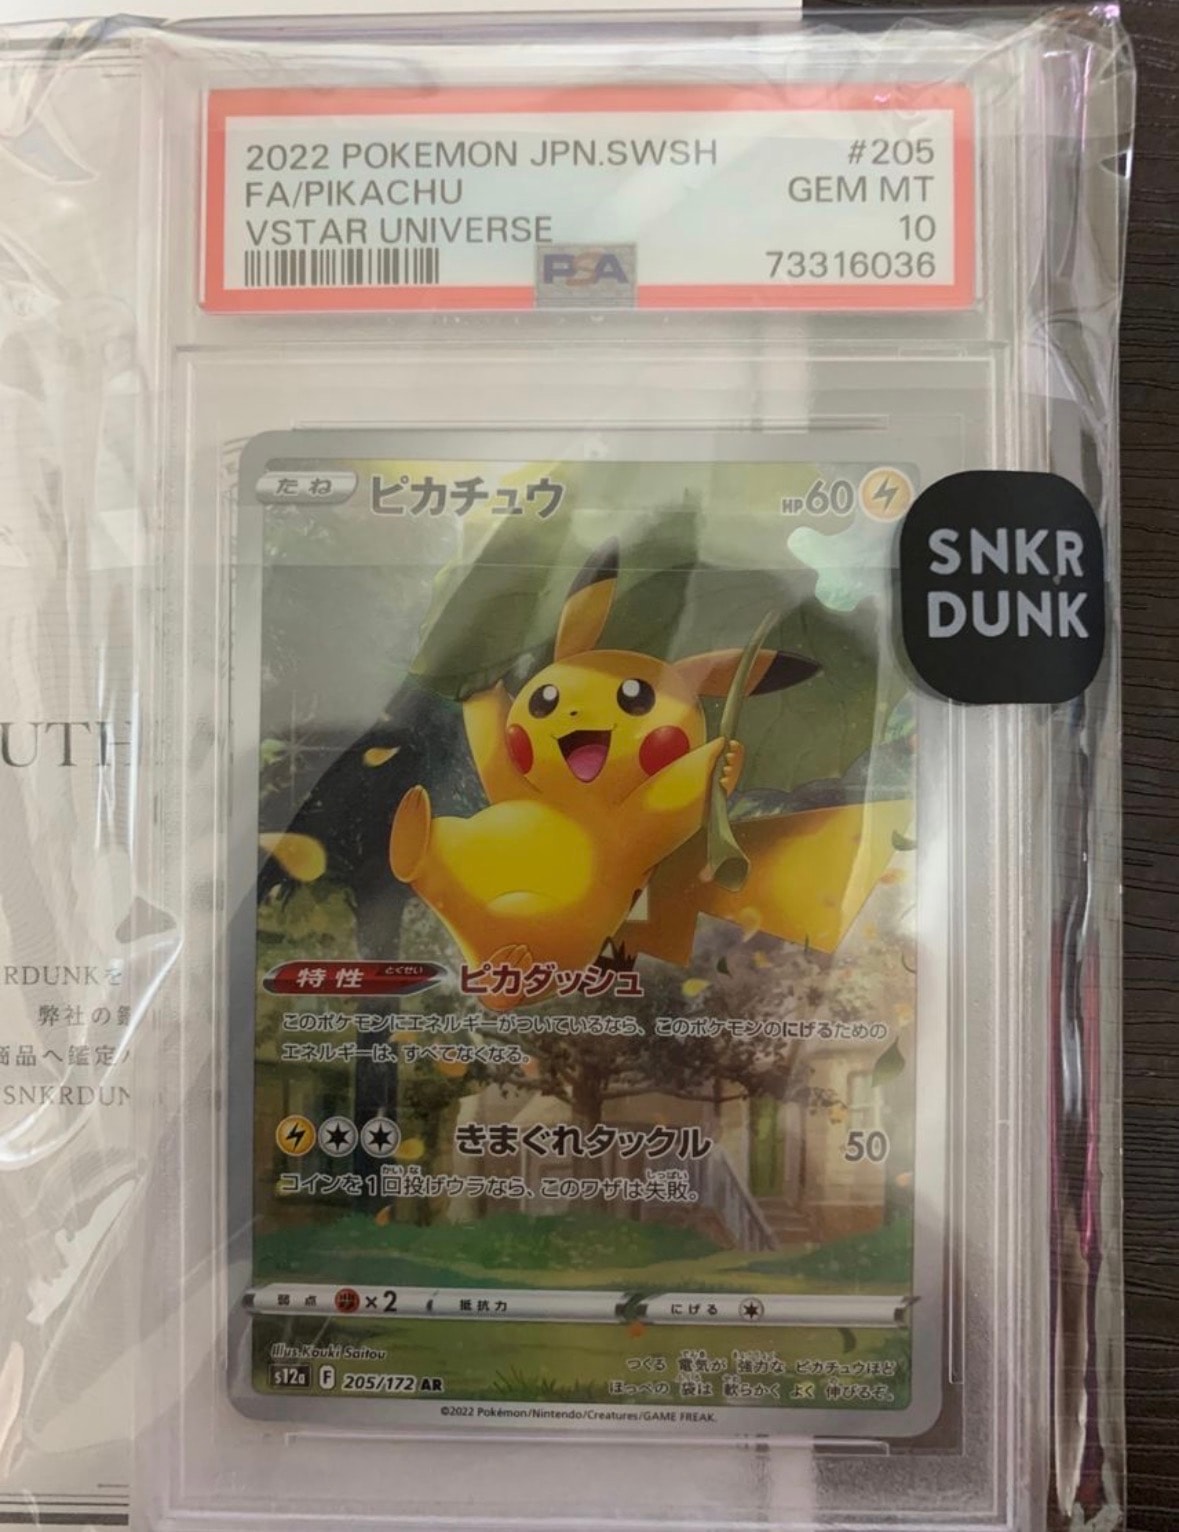 2022 POKEMON JPN.SWSH #205
FA/PIKACHU GEM MT
VSTAR UNIVERSE 10
PSA 73316036
たね ピカチュウ HP60
SNKR
DUNK
UTH
RDUNKを
弊社の鑑
商品へ鑑定
SNKRDUN
特性 とくせい ピカダッシュ
このポケモンにエネルギーがついているなら、このポケモンのにげるための
エネルギーは、すべてなくなる。
きまぐれタックル 50
コインを1回投げウラなら、このワザは失敗。
弱点 ×2 抵抗力 にげる
illus. Kouki Saitou
s12a F 205/172 AR
つくる 電気が 強力な ピカチュウほど
ほっぺの 袋は 軟らかく よく 伸びるぞ。
©2022 Pokémon/Nintendo/Creatures/GAME FREAK.